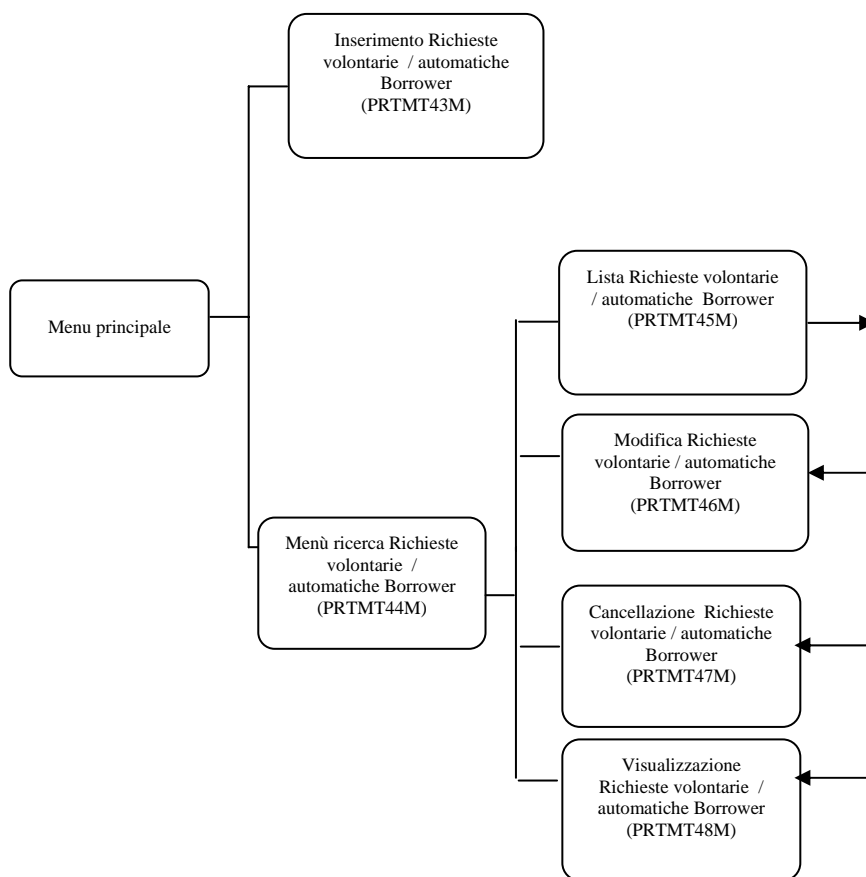 Inserimento Richieste
volontarie / automatiche
Borrower
(PRTMT43M)
Menu principale
Lista Richieste volontarie
/ automatiche Borrower
(PRTMT45M)
Modifica Richieste
volontarie / automatiche
Borrower
(PRTMT46M)
Menù ricerca Richieste
volontarie /
automatiche Borrower
(PRTMT44M)
Cancellazione Richieste
volontarie / automatiche
Borrower
(PRTMT47M)
Visualizzazione
Richieste volontarie /
automatiche Borrower
(PRTMT48M)